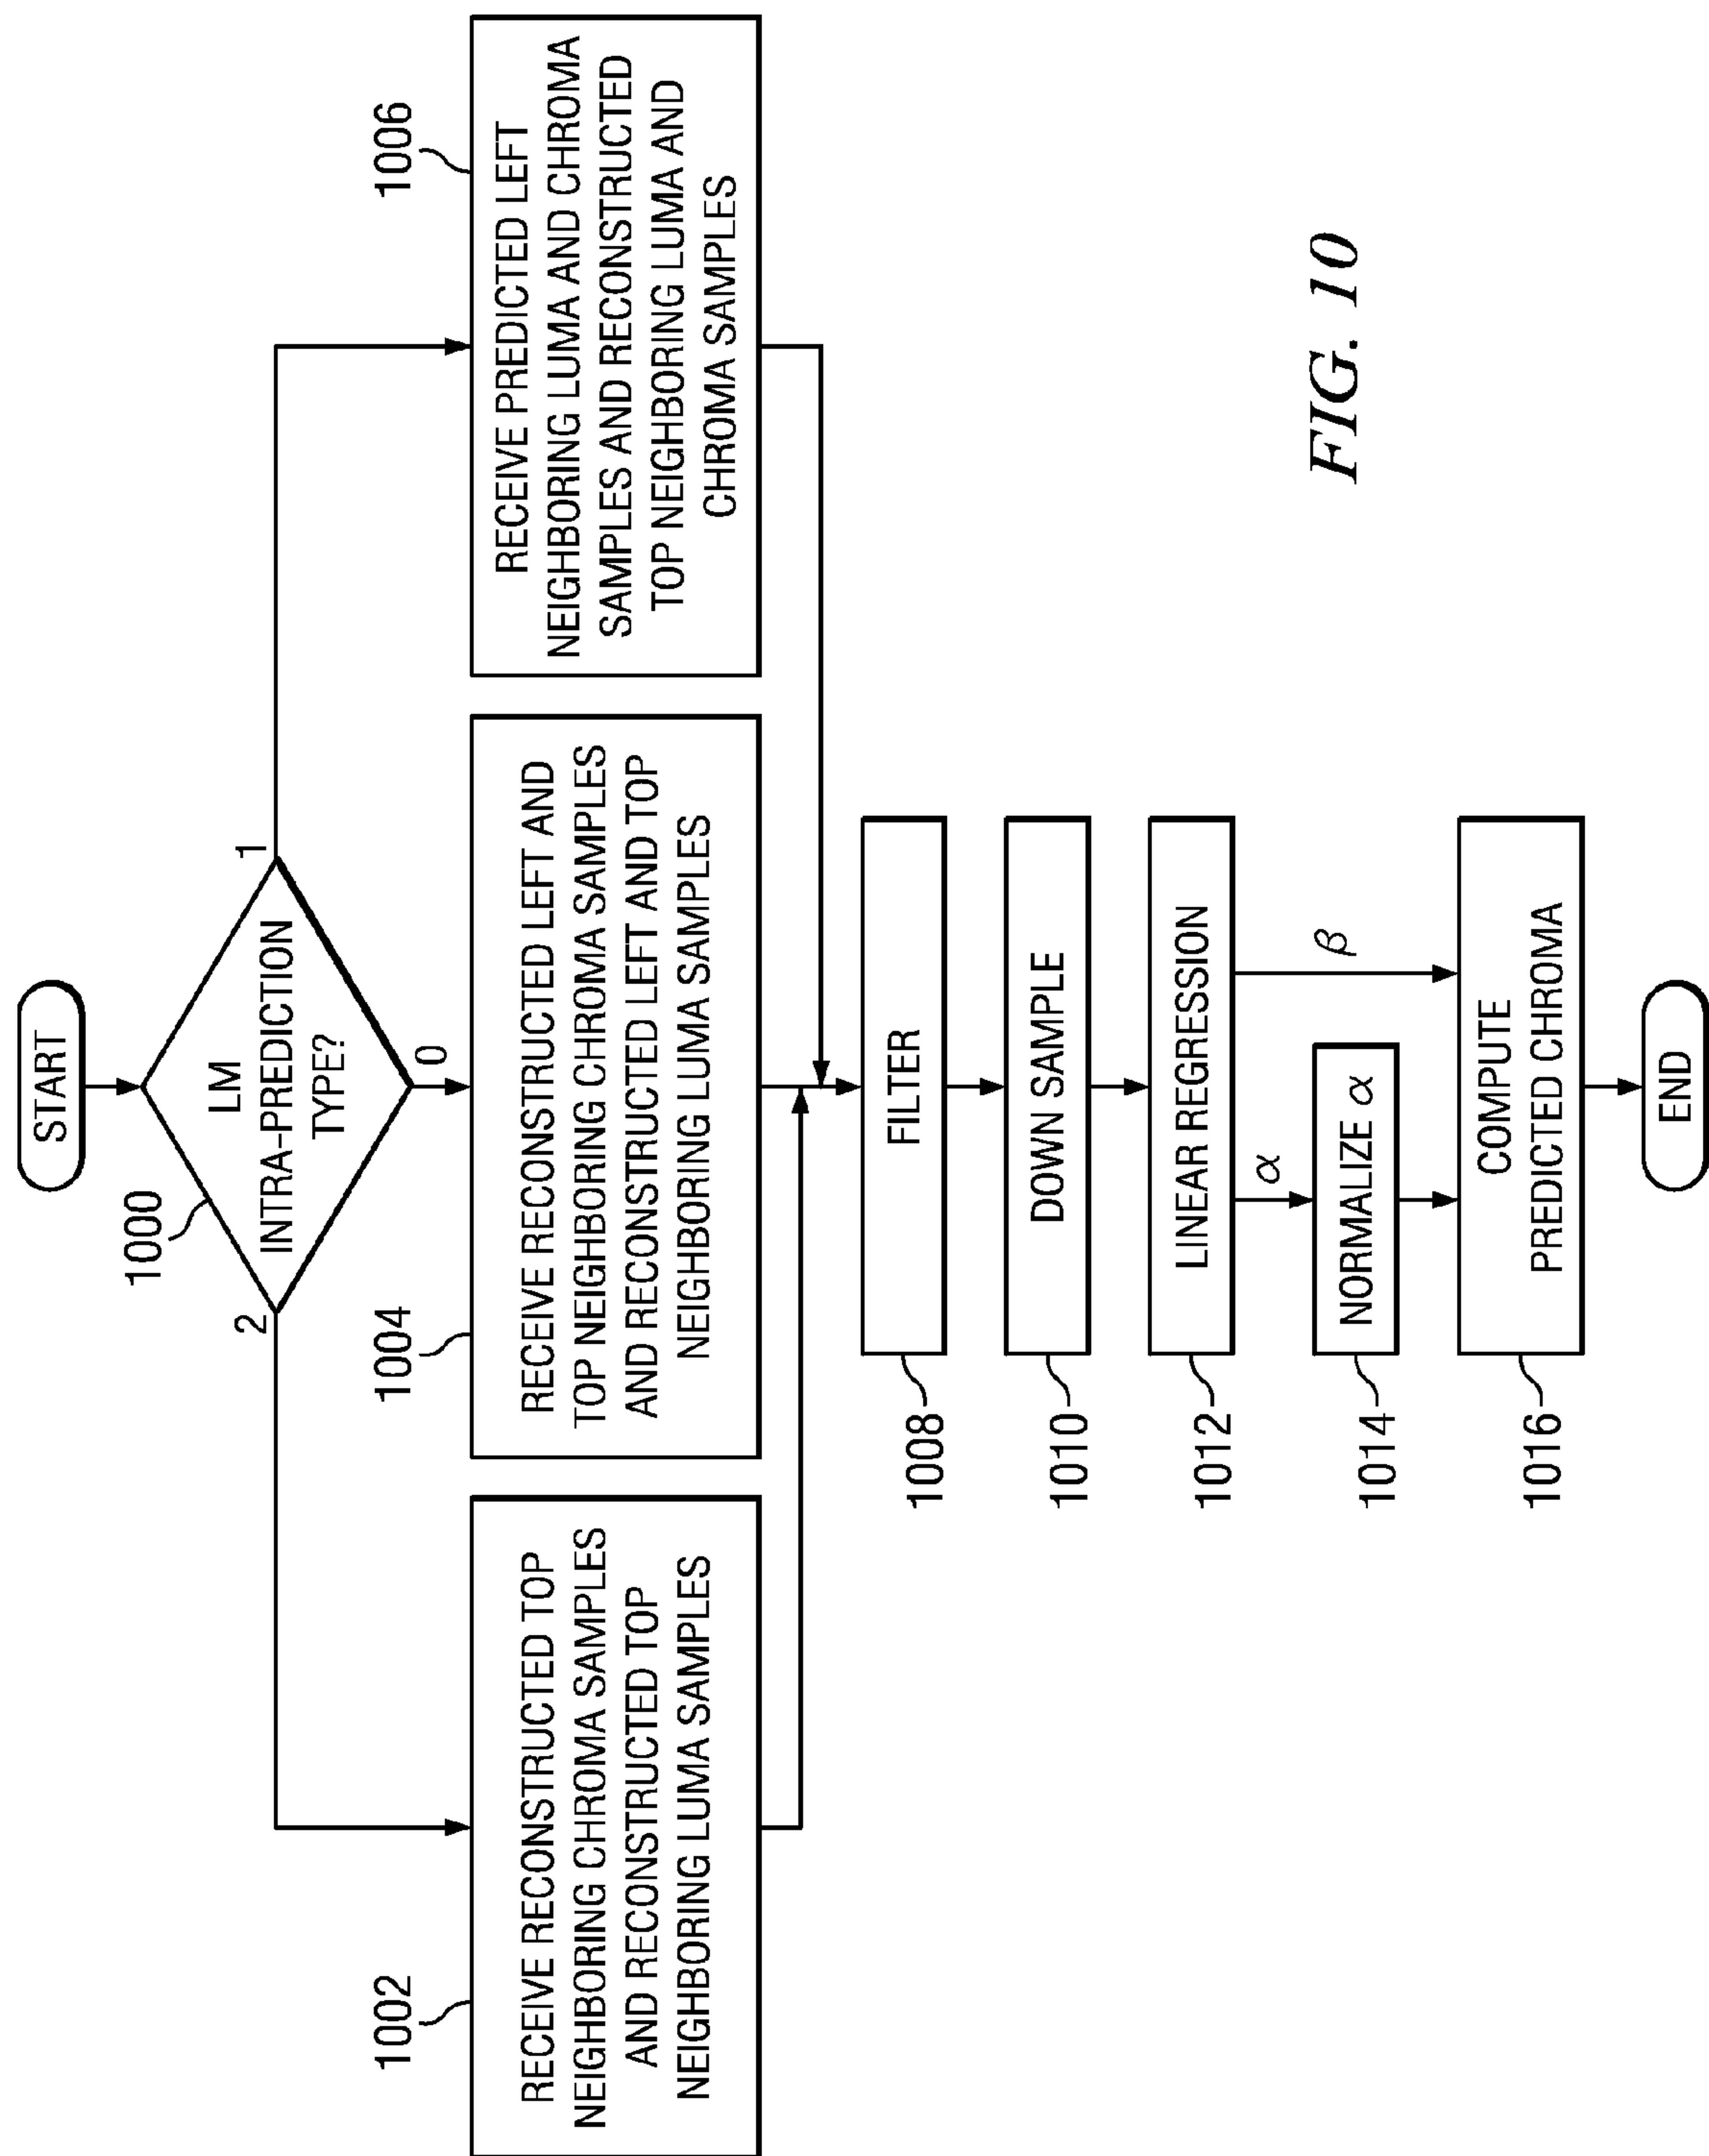 START
LM
INTRA-PREDICTION
TYPE?
1000
2
0
1
1002
RECEIVE RECONSTRUCTED TOP
NEIGHBORING CHROMA SAMPLES
AND RECONSTRUCTED TOP
NEIGHBORING LUMA SAMPLES
1004
RECEIVE RECONSTRUCTED LEFT AND
TOP NEIGHBORING CHROMA SAMPLES
AND RECONSTRUCTED LEFT AND TOP
NEIGHBORING LUMA SAMPLES
1006
RECEIVE PREDICTED LEFT
NEIGHBORING LUMA AND CHROMA
SAMPLES AND RECONSTRUCTED
TOP NEIGHBORING LUMA AND
CHROMA SAMPLES
1008
FILTER
1010
DOWN SAMPLE
1012
LINEAR REGRESSION
α
β
1014
NORMALIZE α
1016
COMPUTE
PREDICTED CHROMA
END
FIG. 10